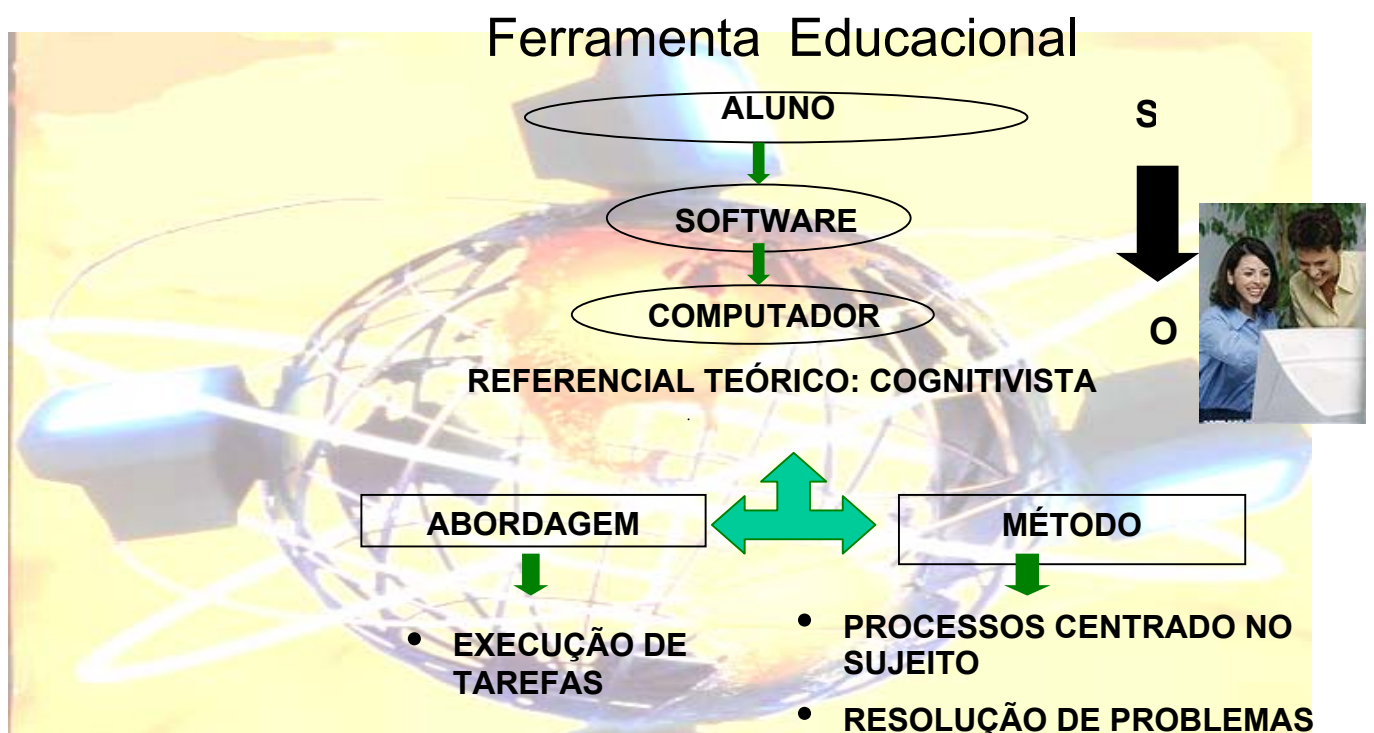 Ferramenta Educacional
ALUNO
S
SOFTWARE
COMPUTADOR
O
REFERENCIAL TEÓRICO: COGNITIVISTA
.
ABORDAGEM
MÉTODO
• EXECUÇÃO DE
TAREFAS
• PROCESSOS CENTRADO NO
SUJEITO
• RESOLUÇÃO DE PROBLEMAS